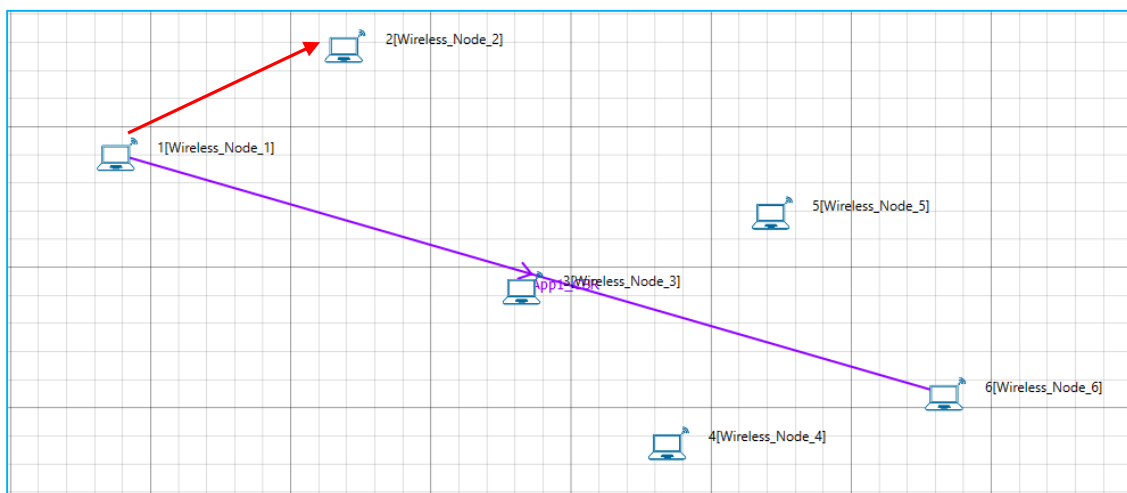 2[Wireless_Node_2]
1[Wireless_Node_1]
5[Wireless_Node_5]
3[Wireless_Node_3]
6[Wireless_Node_6]
4[Wireless_Node_4]